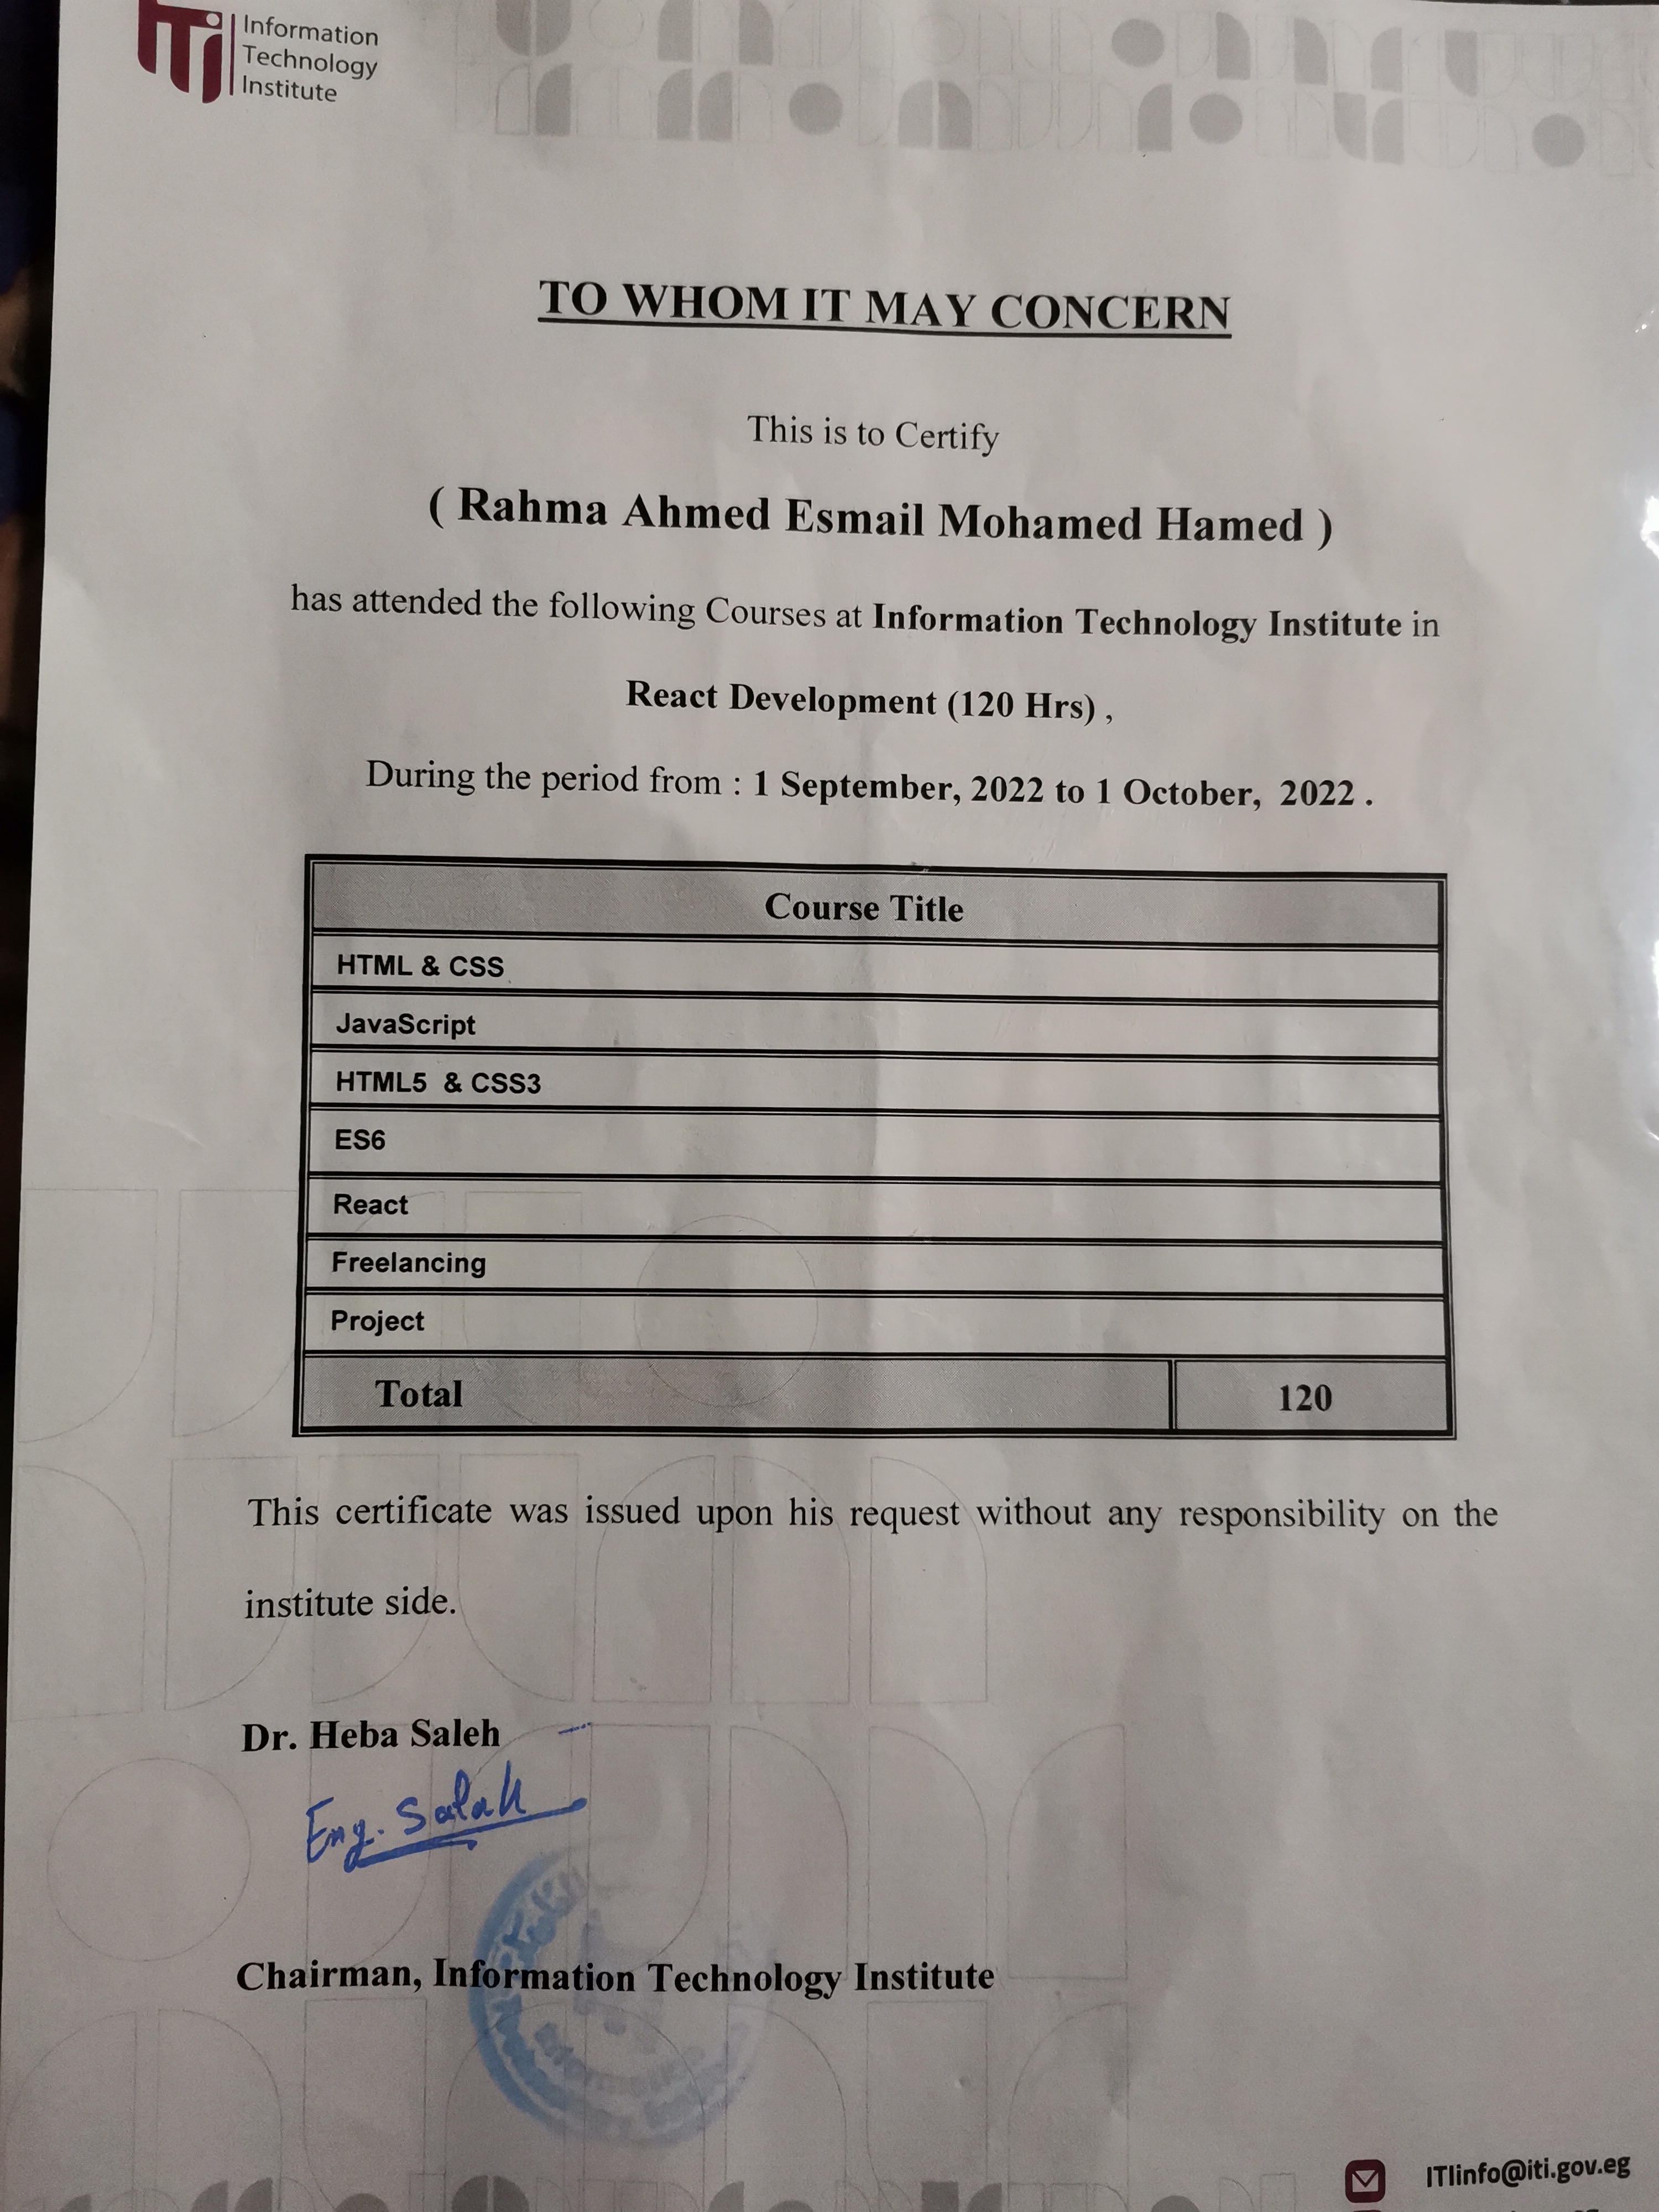 Information
Technology
Institute
TO WHOM IT MAY CONCERN
This is to Certify
( Rahma Ahmed Esmail Mohamed Hamed )
has attended the following Courses at Information Technology Institute in
React Development (120 Hrs) ,
During the period from : 1 September, 2022 to 1 October, 2022 .
Course Title
HTML & CSS
JavaScript
HTML5 & CSS3
ES6
React
Freelancing
Project
Total 120
This certificate was issued upon his request without any responsibility on the
institute side.
Dr. Heba Saleh
Eng. Salah
Chairman, Information Technology Institute
ITIinfo@iti.gov.eg